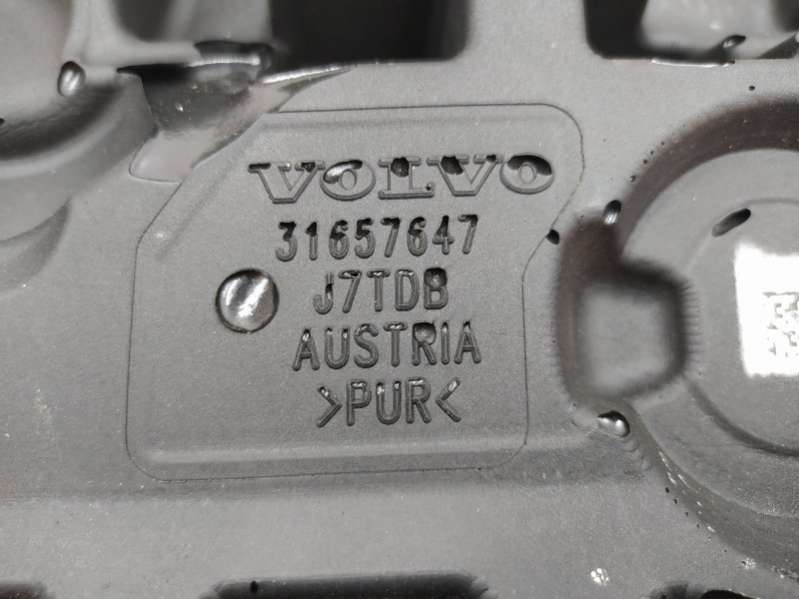 VOLVO
31657647
J7TDB
AUSTRIA
>PUR<